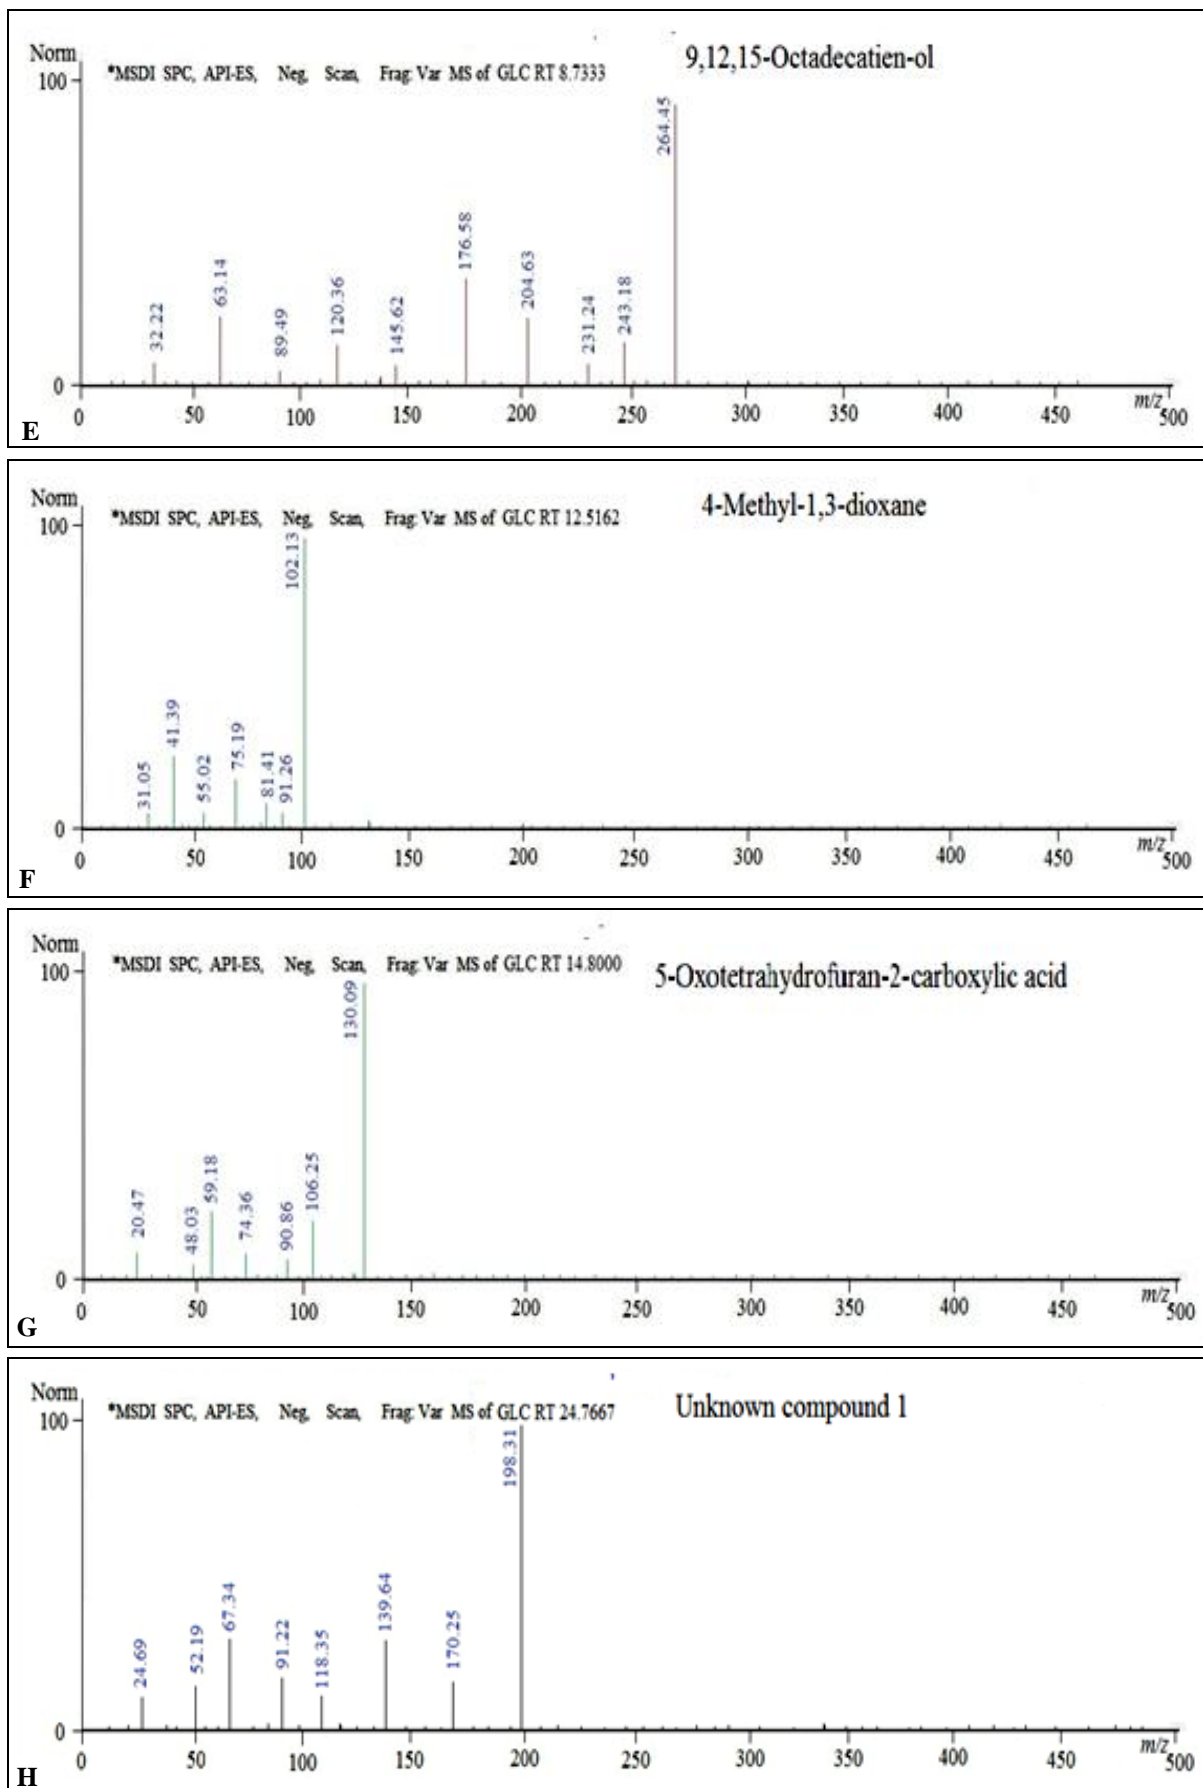 Norm
100
*MSDI SPC, API-ES, Neg, Scan, Frag: Var MS of GLC RT 8.7333
9,12,15-Octadecatien-ol
264.45
176.58
204.63
63.14
120.36
243.18
32.22
89.49
145.62
231.24
0
0 50 100 150 200 250 300 350 400 450 500
m/z
E
Norm
100
*MSDI SPC, API-ES, Neg, Scan, Frag: Var MS of GLC RT 12.5162
4-Methyl-1,3-dioxane
102.13
41.39
75.19
31.05
55.02
81.41
91.26
0
0 50 100 150 200 250 300 350 400 450 500
m/z
F
Norm
100
*MSDI SPC, API-ES, Neg, Scan, Frag: Var MS of GLC RT 14.8000
5-Oxotetrahydrofuran-2-carboxylic acid
130.09
20.47
48.03
59.18
74.36
90.86
106.25
0
0 50 100 150 200 250 300 350 400 450 500
m/z
G
Norm
100
*MSDI SPC, API-ES, Neg, Scan, Frag: Var MS of GLC RT 24.7667
Unknown compound 1
198.31
24.69
52.19
67.34
91.22
118.35
139.64
170.25
0
0 50 100 150 200 250 300 350 400 450 500
m/z
H